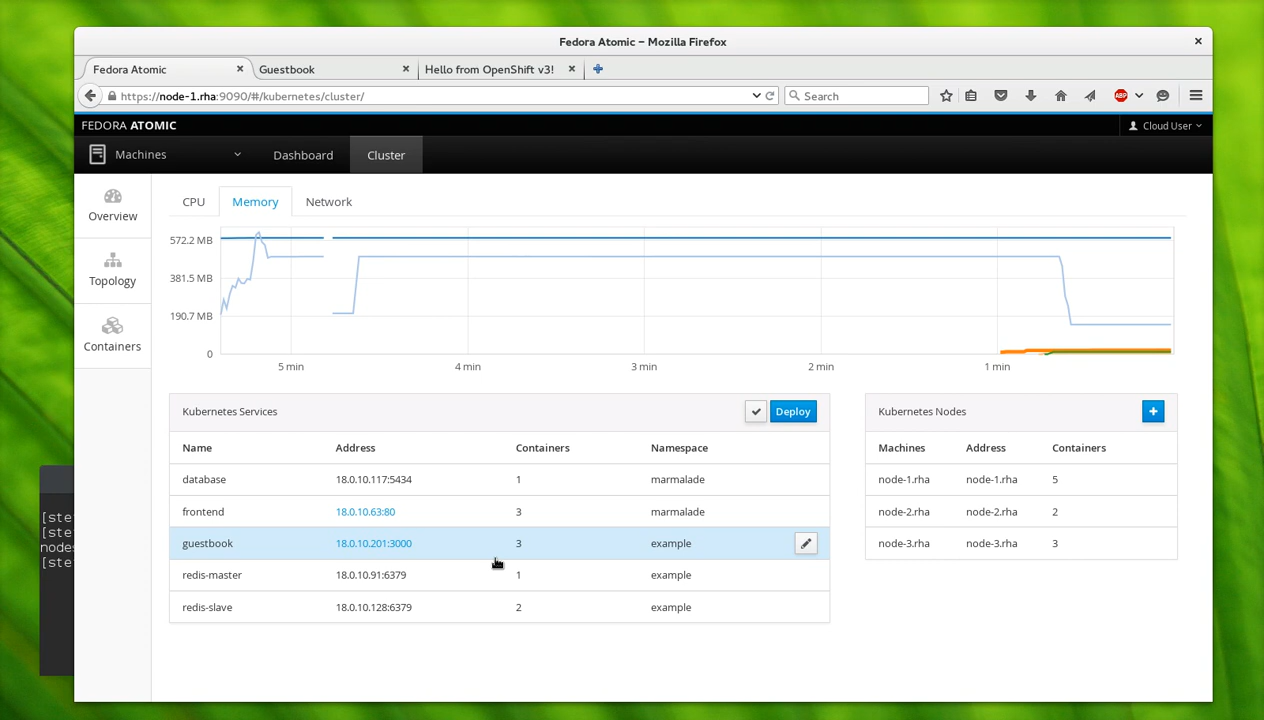 Fedora Atomic – Mozilla Firefox
Fedora Atomic
Guestbook
Hello from OpenShift v3!
https://node-1.rha:9090/#/kubernetes/cluster/
Search
ABP
FEDORA ATOMIC
Cloud User
Machines
Dashboard
Cluster
Overview
Topology
Containers
CPU
Memory
Network
572.2 MB
381.5 MB
190.7 MB
0
5 min
4 min
3 min
2 min
1 min
Kubernetes Services
Deploy
Name Address Containers Namespace
database 18.0.10.117:5434 1 marmalade
frontend 18.0.10.63:80 3 marmalade
guestbook 18.0.10.201:3000 3 example
redis-master 18.0.10.91:6379 1 example
redis-slave 18.0.10.128:6379 2 example
Kubernetes Nodes
Machines Address Containers
node-1.rha node-1.rha 5
node-2.rha node-2.rha 2
node-3.rha node-3.rha 3
[ste
[ste
node
[ste